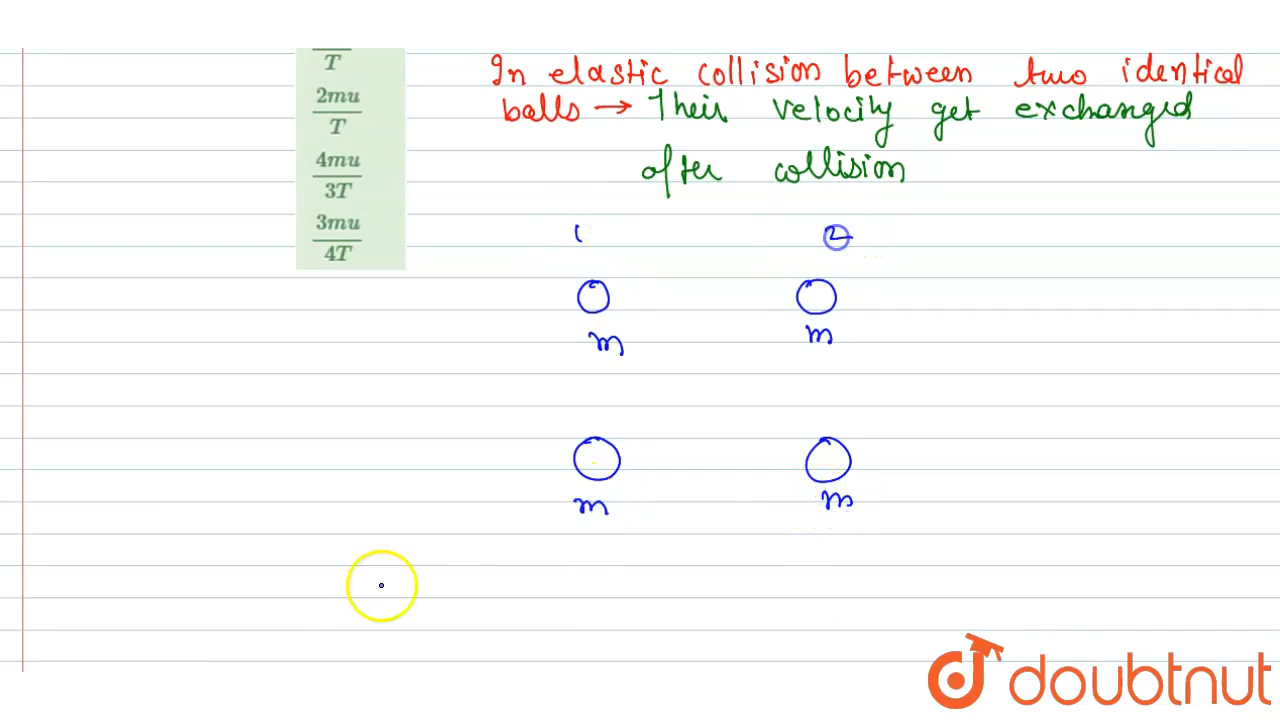 T
2mu
T
4mu
3T
3mu
4T
In elastic collision between two identical
balls → Their velocity get exchanged
after collision
1 2
m m
m m
doubtnut